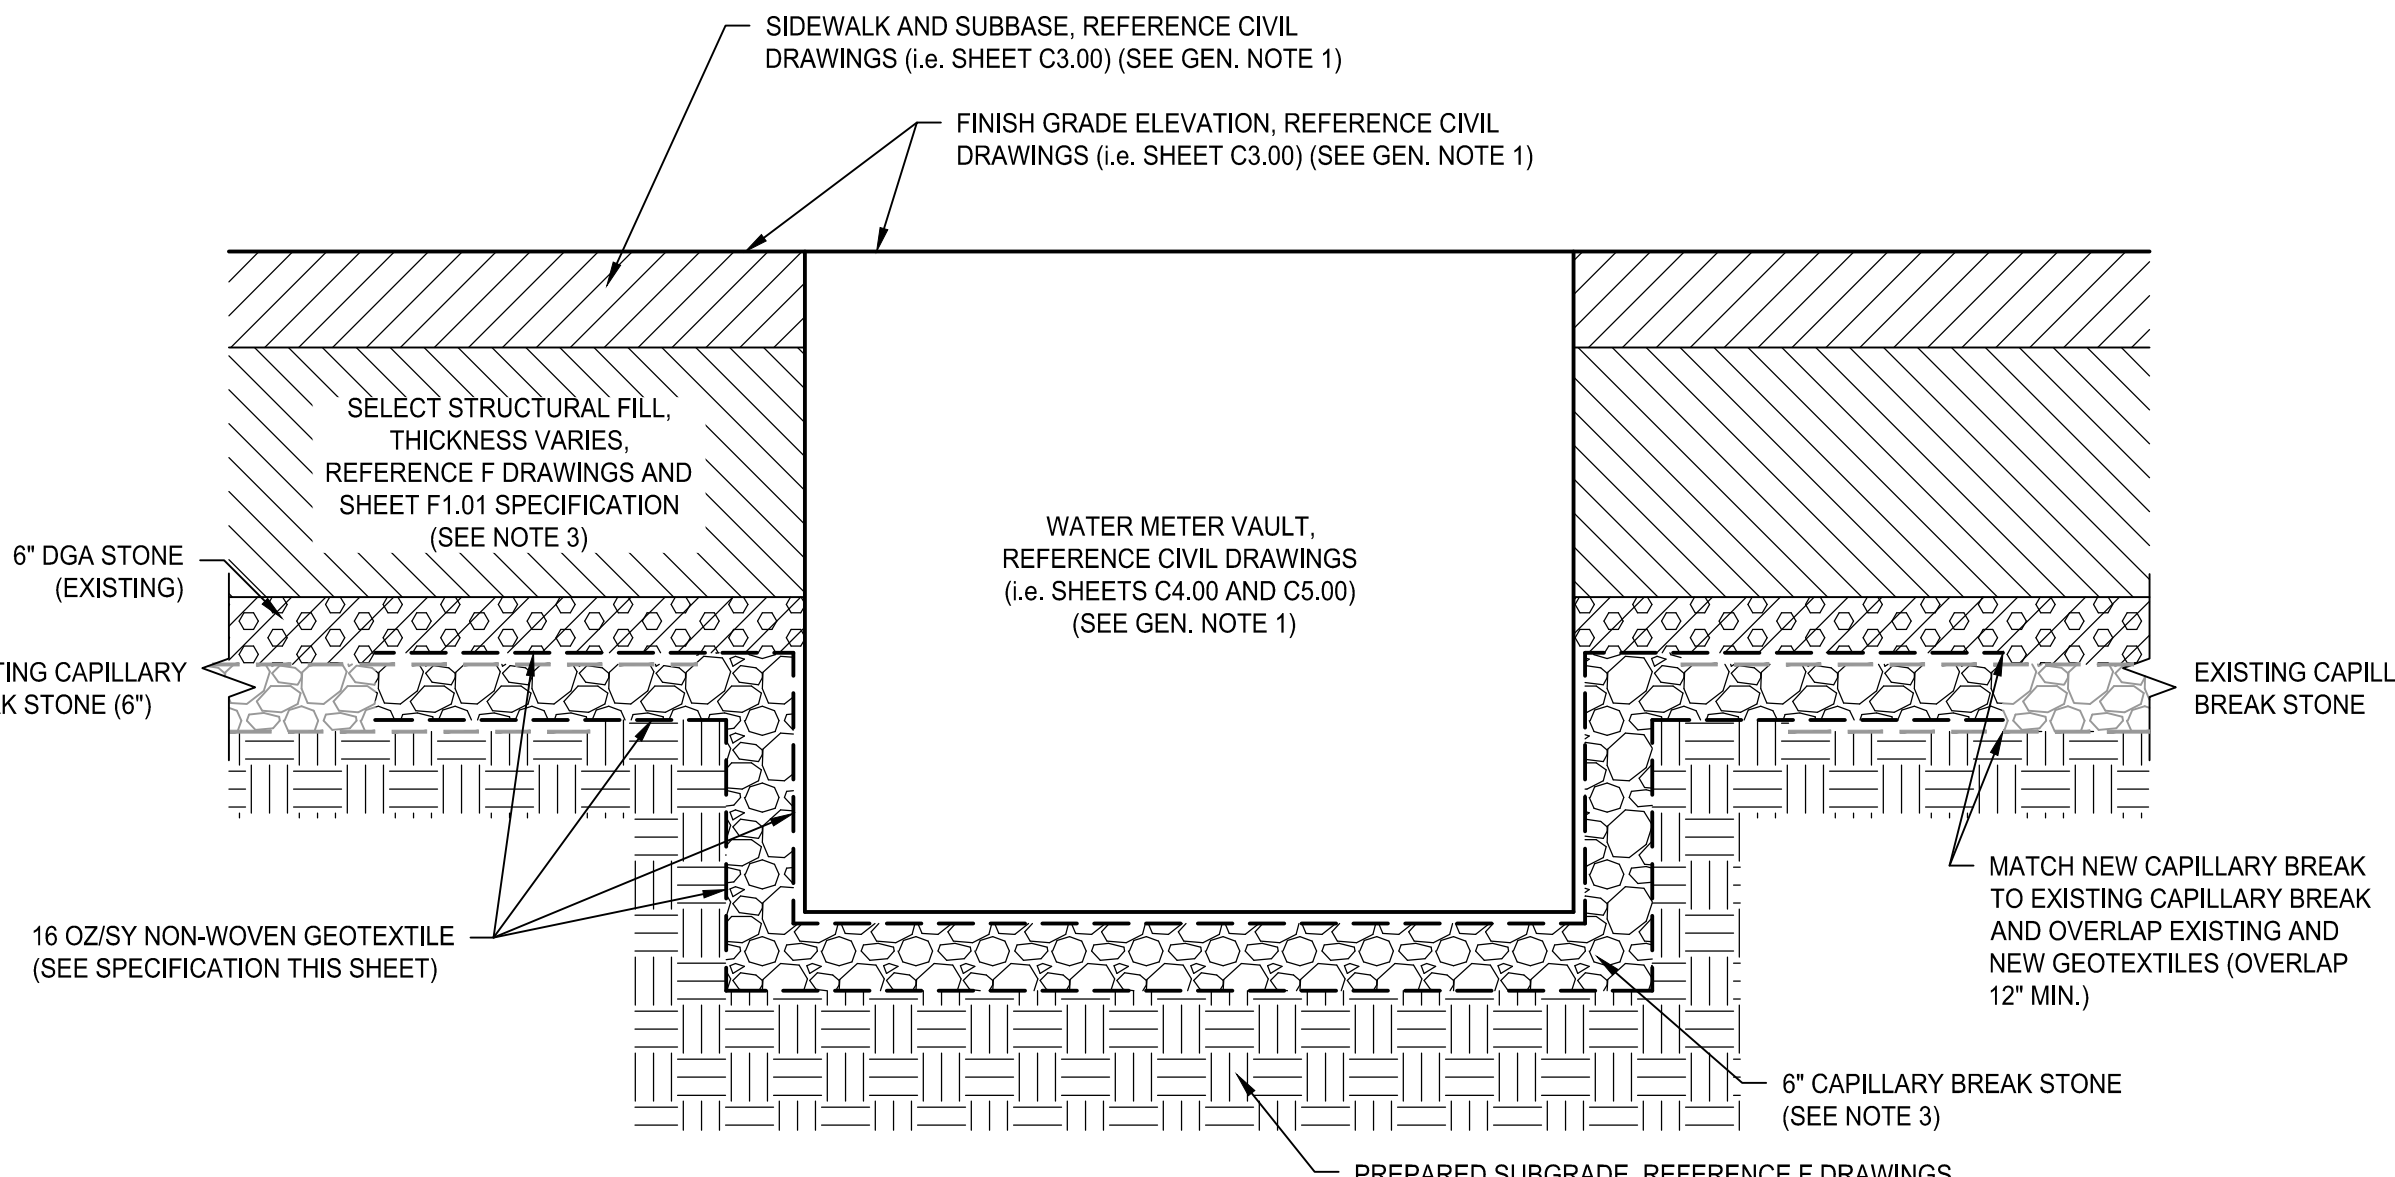 SIDEWALK AND SUBBASE, REFERENCE CIVIL
DRAWINGS (i.e. SHEET C3.00) (SEE GEN. NOTE 1)
FINISH GRADE ELEVATION, REFERENCE CIVIL
DRAWINGS (i.e. SHEET C3.00) (SEE GEN. NOTE 1)
SELECT STRUCTURAL FILL,
THICKNESS VARIES,
REFERENCE F DRAWINGS AND
SHEET F1.01 SPECIFICATION
(SEE NOTE 3)
6" DGA STONE
(EXISTING)
WATER METER VAULT,
REFERENCE CIVIL DRAWINGS
(i.e. SHEETS C4.00 AND C5.00)
(SEE GEN. NOTE 1)
TING CAPILLARY
K STONE (6")
EXISTING CAPILL
BREAK STONE
16 OZ/SY NON-WOVEN GEOTEXTILE
(SEE SPECIFICATION THIS SHEET)
MATCH NEW CAPILLARY BREAK
TO EXISTING CAPILLARY BREAK
AND OVERLAP EXISTING AND
NEW GEOTEXTILES (OVERLAP
12" MIN.)
6" CAPILLARY BREAK STONE
(SEE NOTE 3)
PREPARED SUBGRADE, REFERENCE F DRAWINGS